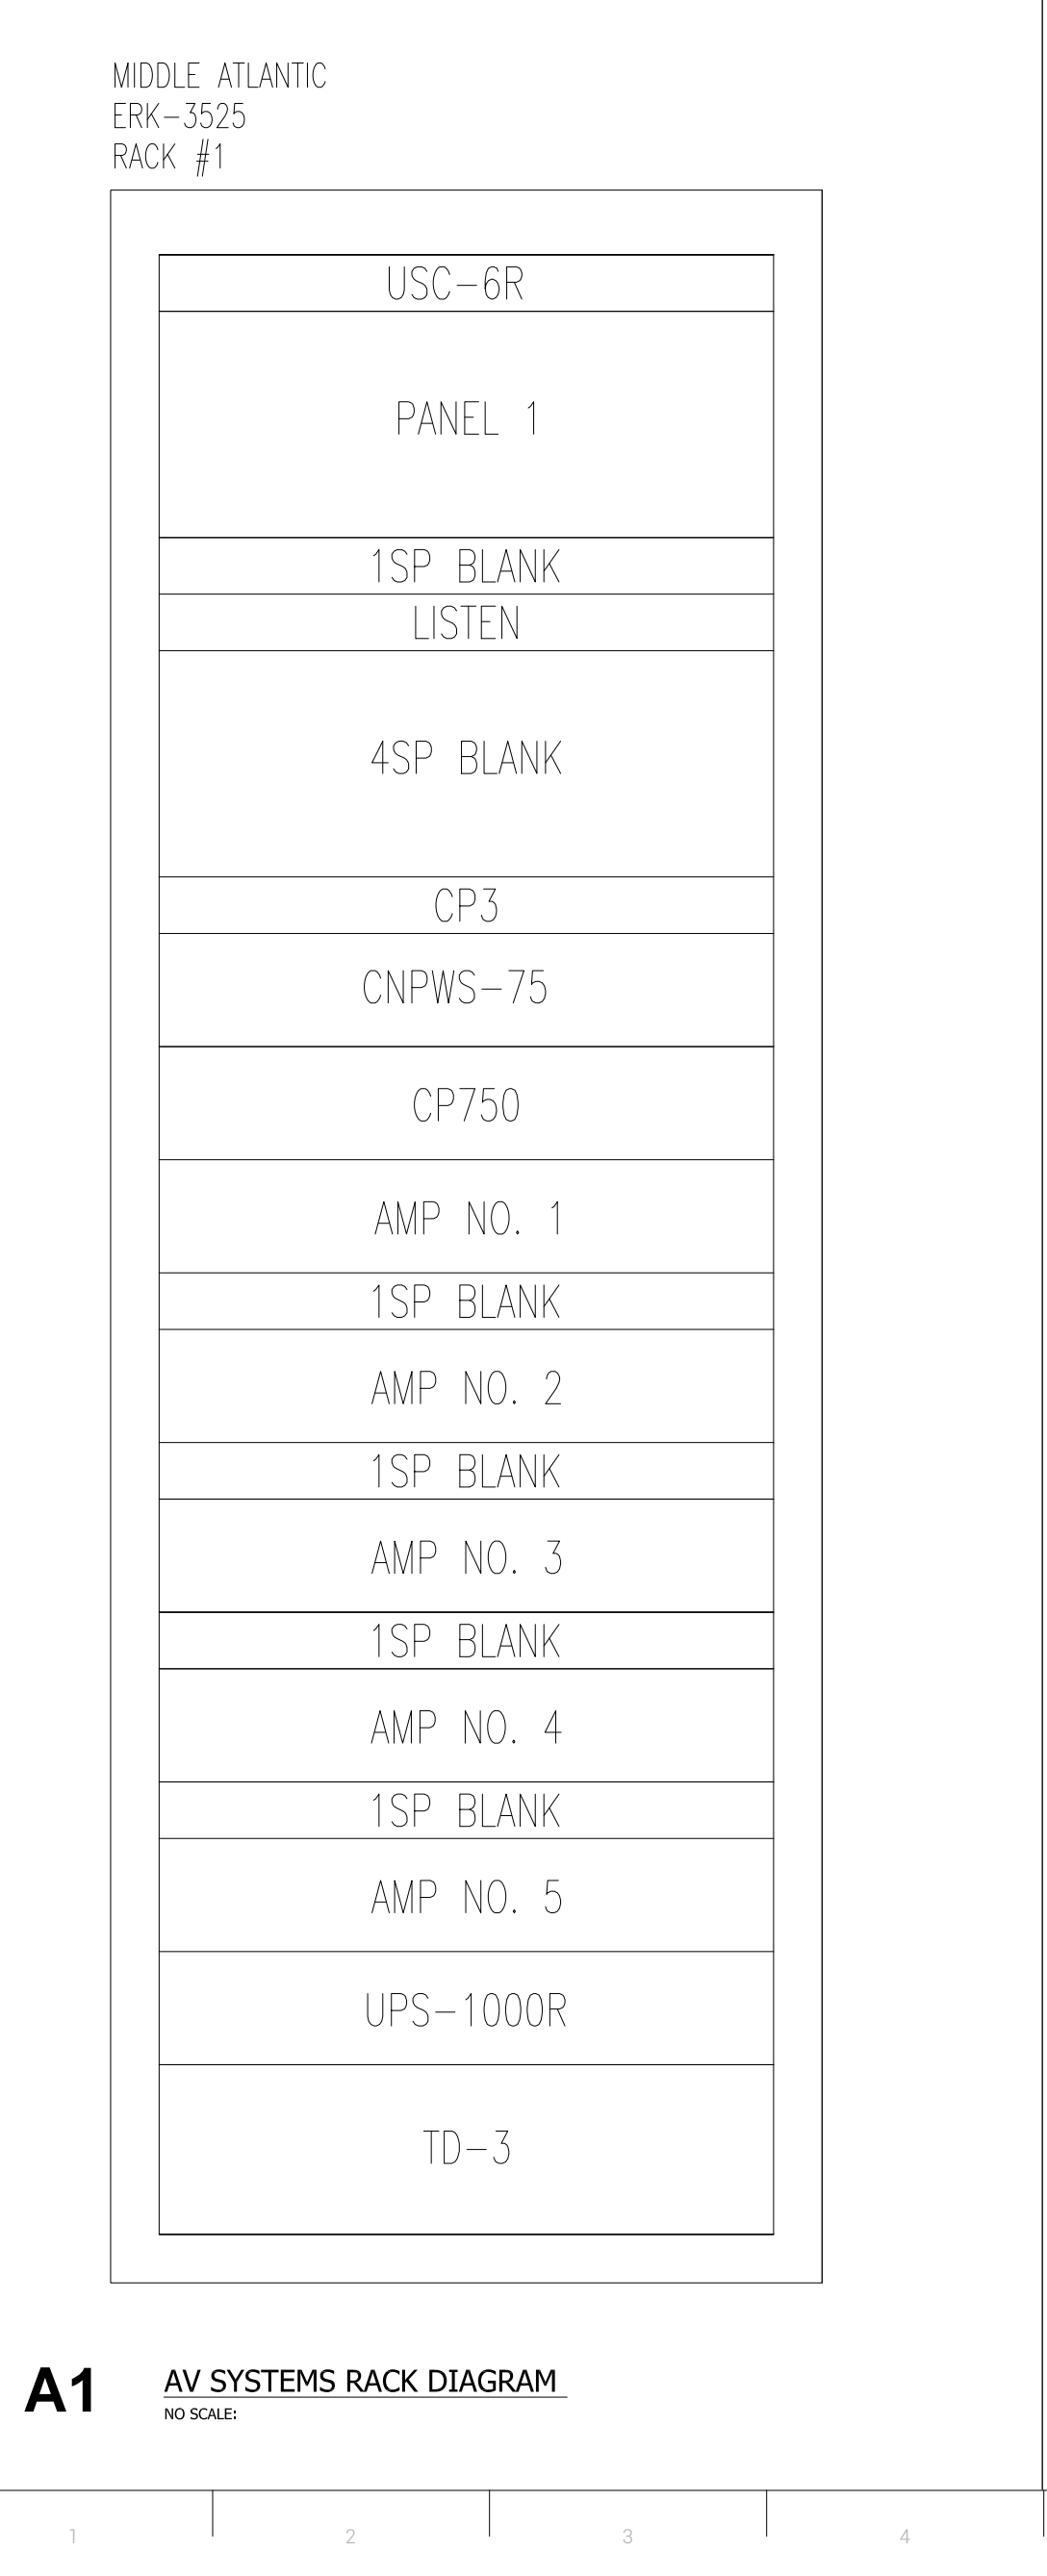 MIDDLE ATLANTIC
ERK-3525
RACK #1
USC-6R
PANEL 1
1SP BLANK
LISTEN
4SP BLANK
CP3
CNPWS-75
CP750
AMP NO. 1
1SP BLANK
AMP NO. 2
1SP BLANK
AMP NO. 3
1SP BLANK
AMP NO. 4
1SP BLANK
AMP NO. 5
UPS-1000R
TD-3
A1 AV SYSTEMS RACK DIAGRAM
NO SCALE:
1 2 3 4